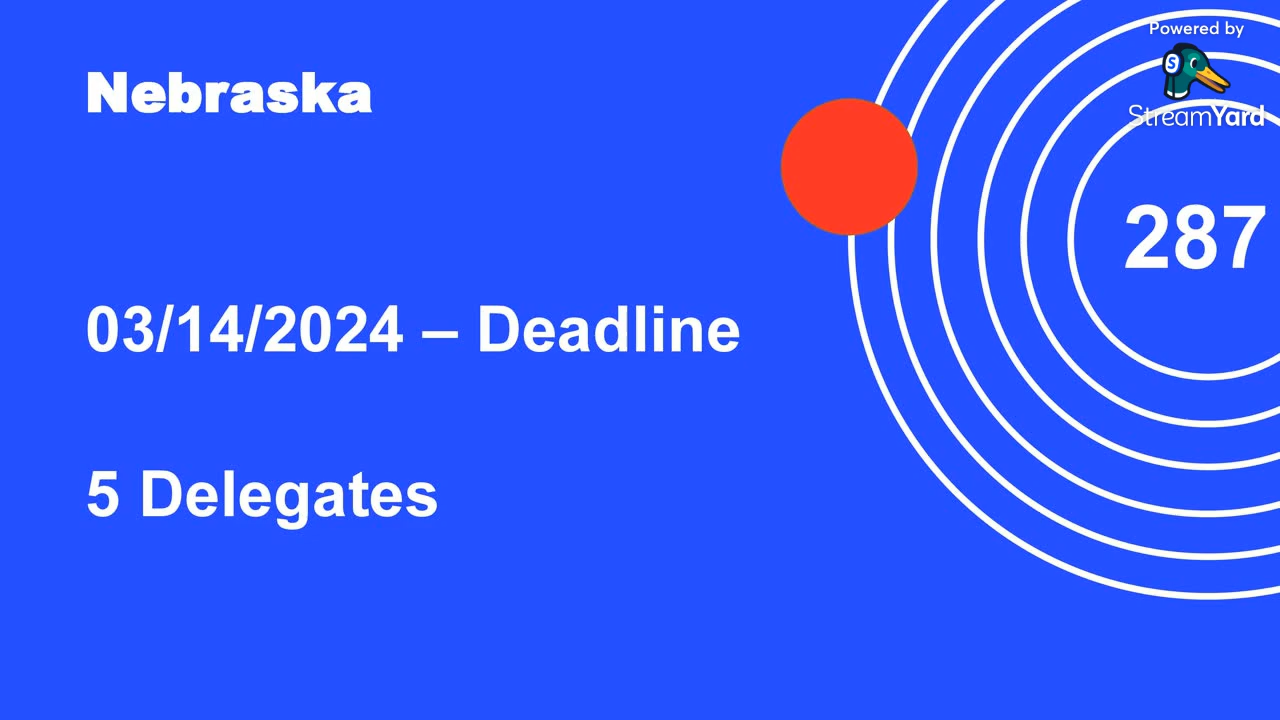 Nebraska
Powered by
StreamYard
287
03/14/2024 – Deadline
5 Delegates